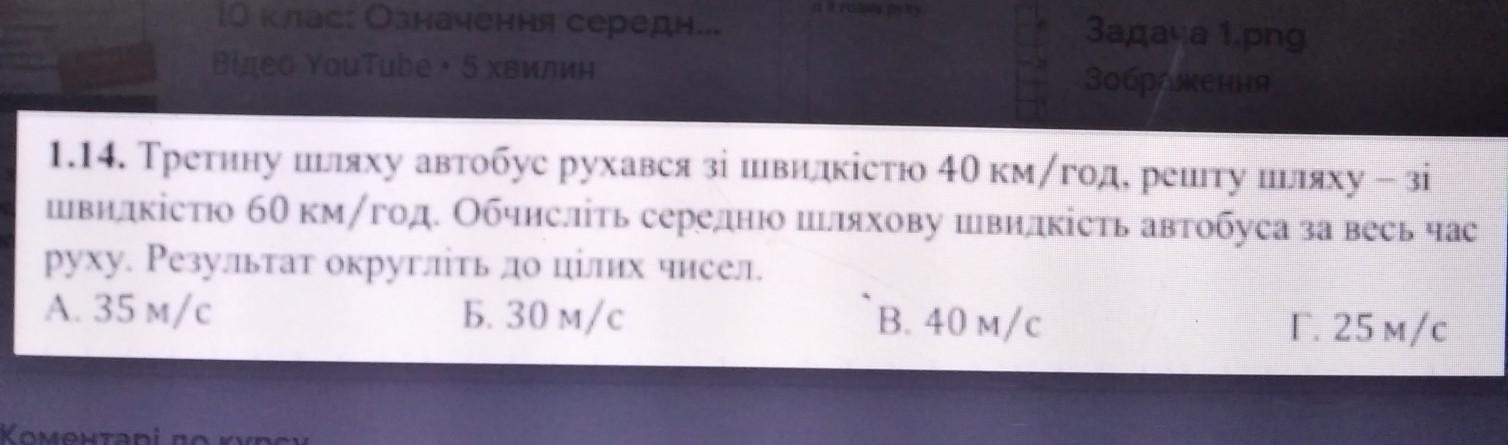 10 клас: Означення середн...
Відео YouTube • 5 хвилин
Задача 1.png
Зображення
1.14. Третину шляху автобус рухався зі швидкістю 40 км/год, решту шляху – зі
швидкістю 60 км/год. Обчисліть середню шляхову швидкість автобуса за весь час
руху. Результат округліть до цілих чисел.
А. 35 м/с Б. 30 м/с В. 40 м/с Г. 25 м/с
Коментарі до курсу